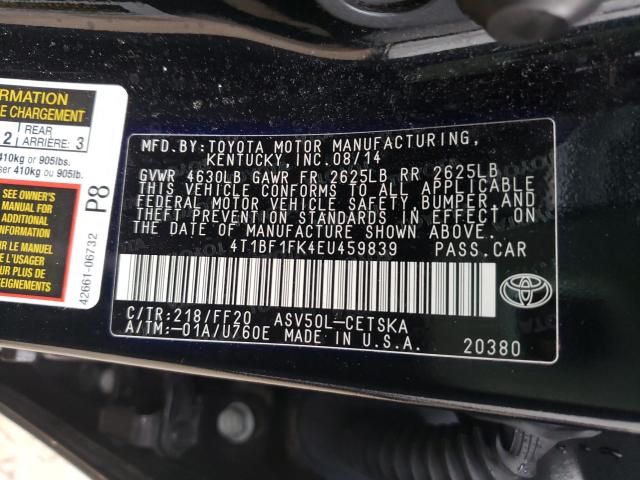 RMATION
E CHARGEMENT
2 REAR ARRIÈRE: 3
410kg or 905lbs.
410kg ou 905lb.
SEE OWNER'S
MANUAL FOR
ADDITIONAL
INFORMATION
LE MANUEL
L'USAGER
DE
P8
42661-06732
MFD.BY:TOYOTA MOTOR MANUFACTURING,
KENTUCKY, INC.08/14
GVWR 4630LB GAWR FR 2625LB RR 2625LB
THIS VEHICLE CONFORMS TO ALL APPLICABLE
FEDERAL MOTOR VEHICLE SAFETY, BUMPER, AND
THEFT PREVENTION STANDARDS IN EFFECT ON
THE DATE OF MANUFACTURE SHOWN ABOVE.
4T1BF1FK4EU459839 PASS.CAR
C/TR:218/FF20 ASV50L-CETSKA
A/TM:-01A/U760E MADE IN U.S.A.
20380